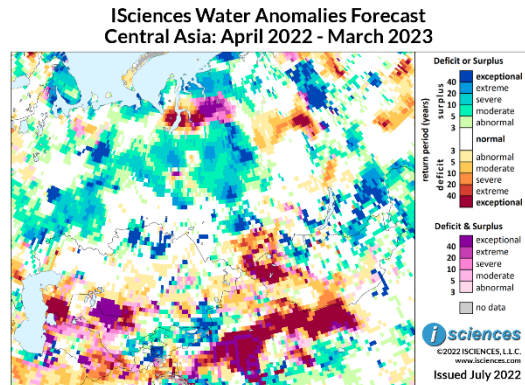 ISciences Water Anomalies Forecast
Central Asia: April 2022 - March 2023
Deficit or Surplus
return period (years)
surplus
40 exceptional
20 extreme
10 severe
5 moderate
3 abnormal
normal
deficit
3 abnormal
5 moderate
10 severe
20 extreme
40 exceptional
Deficit & Surplus
40 exceptional
20 extreme
10 severe
5 moderate
3 abnormal
no data
isciences
©2022 ISCIENCES, L.L.C.
www.isciences.com
Issued July 2022